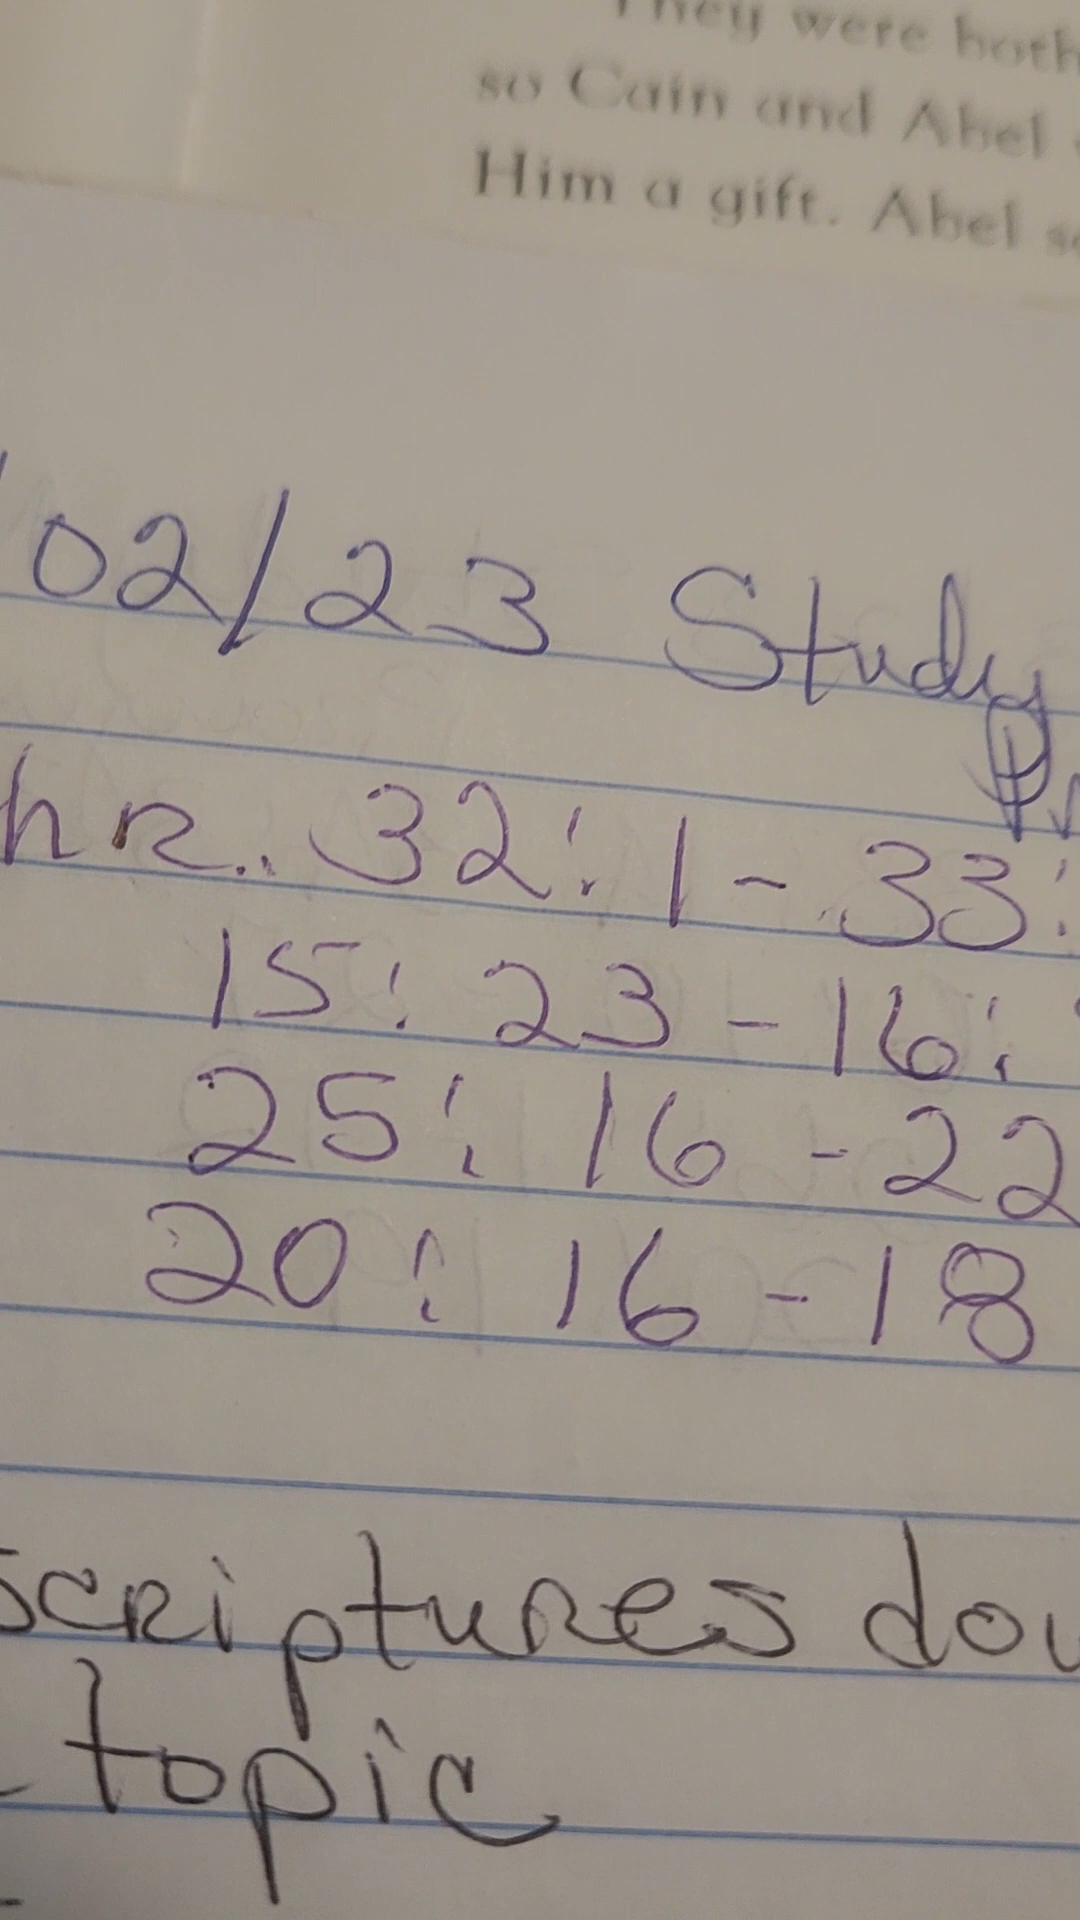 They were both
so Cain and Abel
Him a gift. Abel
02/23 Study
hr.. 32:1-33:
15:23-16:
25:16-22
20:16-18
scriptures
topic